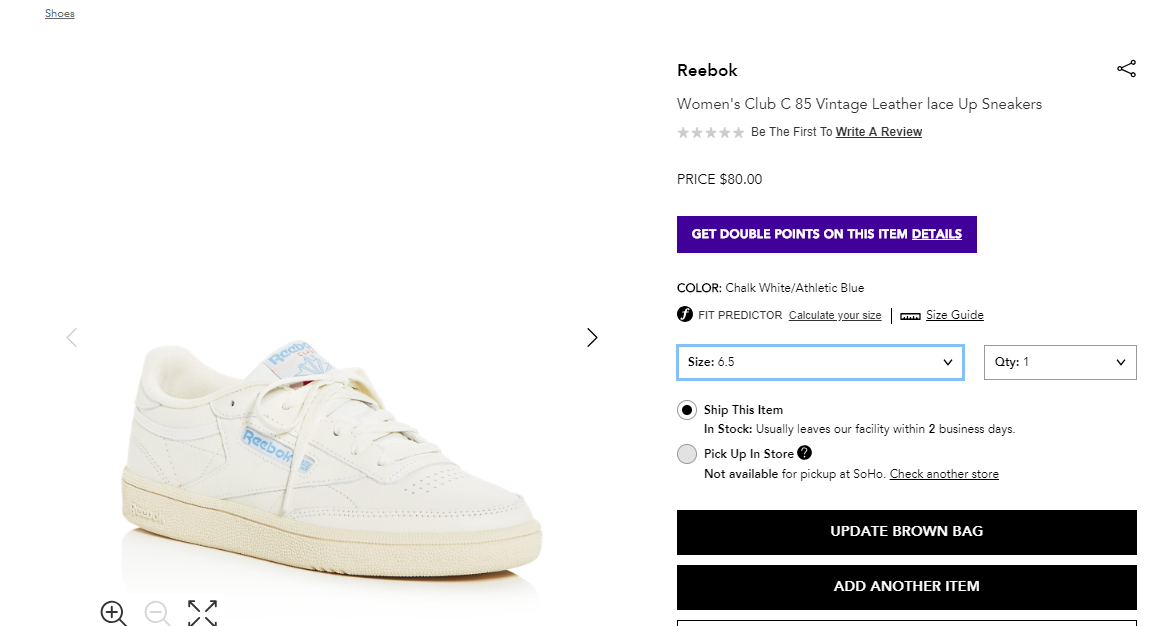 Shoes
Reebok
Women's Club C 85 Vintage Leather lace Up Sneakers
Be The First To Write A Review
PRICE $80.00
GET DOUBLE POINTS ON THIS ITEM DETAILS
COLOR: Chalk White/Athletic Blue
f FIT PREDICTOR Calculate your size | Size Guide
Size: 6.5
Qty: 1
Ship This Item
In Stock: Usually leaves our facility within 2 business days.
Pick Up In Store ?
Not available for pickup at SoHo. Check another store
UPDATE BROWN BAG
ADD ANOTHER ITEM
Reebok
Reebok
Reebok